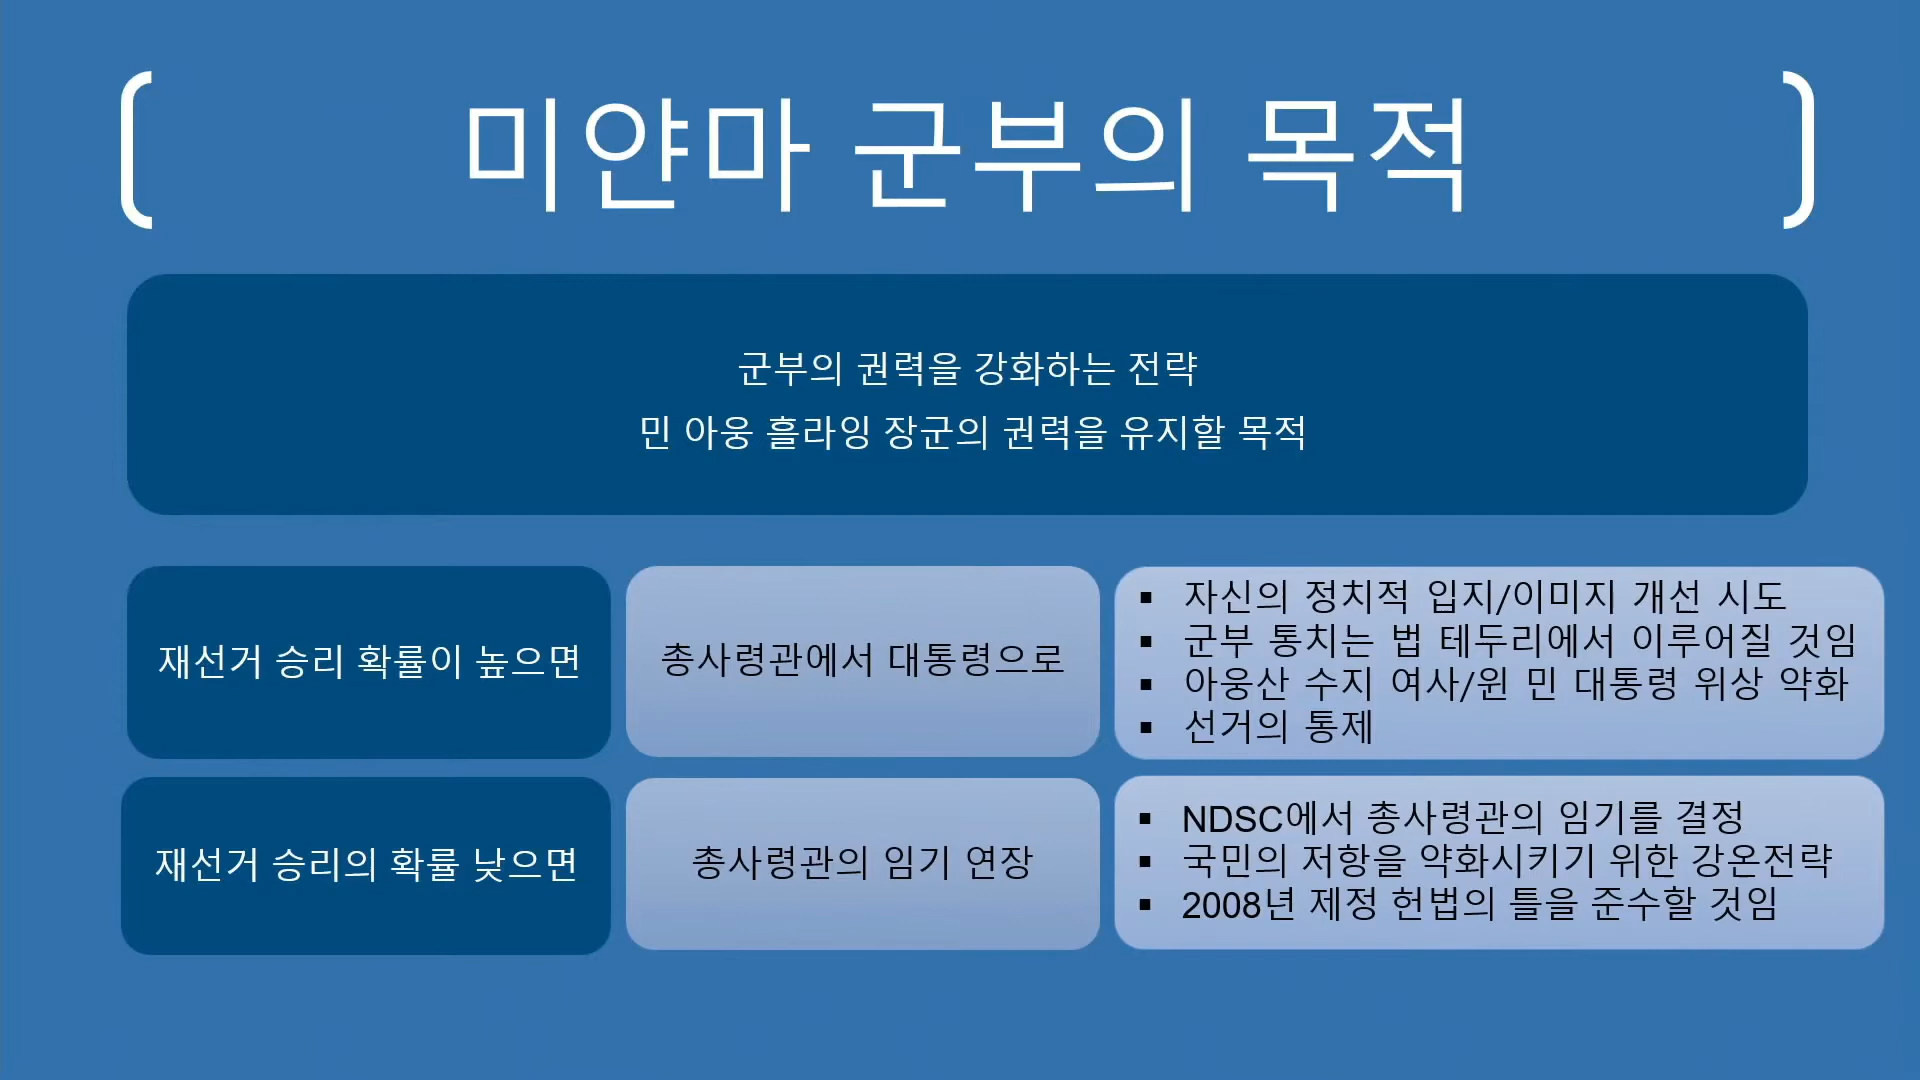 미얀마 군부의 목적
군부의 권력을 강화하는 전략
민 아웅 흘라잉 장군의 권력을 유지할 목적
재선거 승리 확률이 높으면
총사령관에서 대통령으로
▪ 자신의 정치적 입지/이미지 개선 시도
▪ 군부 통치는 법 테두리에서 이루어질 것임
▪ 아웅산 수지 여사/윈 민 대통령 위상 약화
▪ 선거의 통제
재선거 승리의 확률 낮으면
총사령관의 임기 연장
▪ NDSC에서 총사령관의 임기를 결정
▪ 국민의 저항을 약화시키기 위한 강온전략
▪ 2008년 제정 헌법의 틀을 준수할 것임